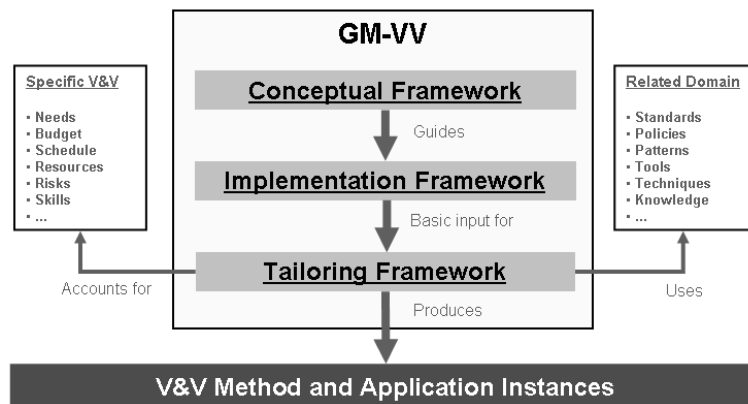 GM-VV
Specific V&V
• Needs
• Budget
• Schedule
• Resources
• Risks
• Skills
• ...
Conceptual Framework
Guides
Implementation Framework
Basic input for
Tailoring Framework
Related Domain
• Standards
• Policies
• Patterns
• Tools
• Techniques
• Knowledge
• ...
Accounts for
Produces
Uses
V&V Method and Application Instances